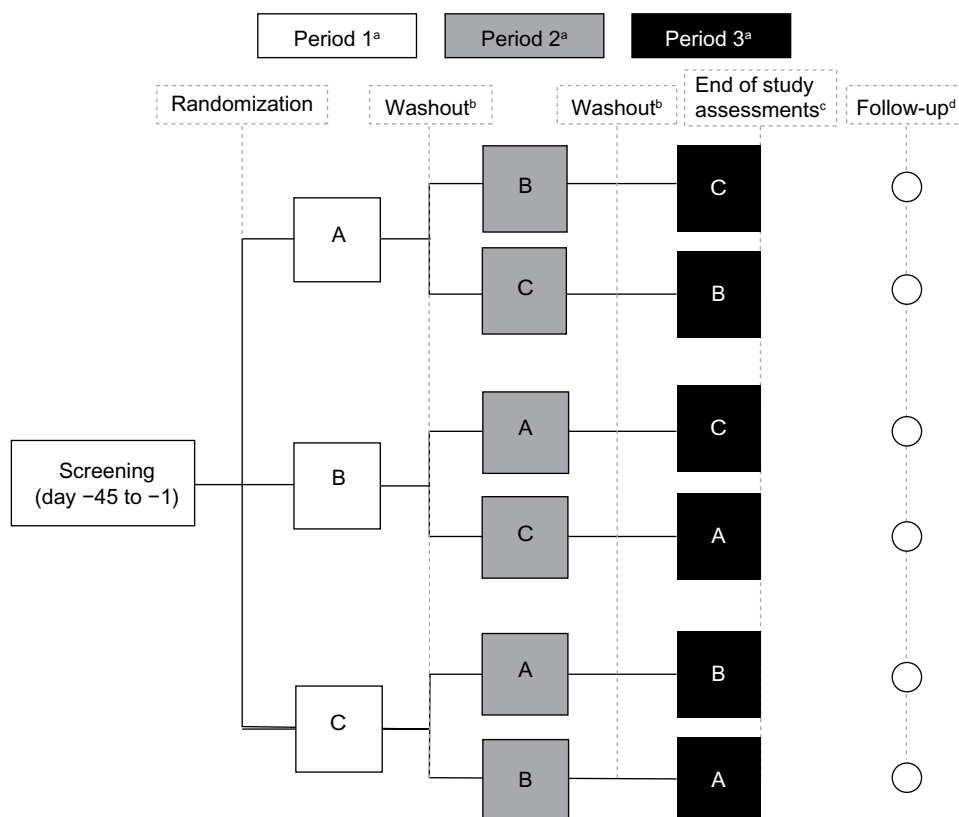 Period 1ª
Period 2ª
Period 3ª
Randomization
Washoutᵇ
Washoutᵇ
End of study
assessmentsᶜ
Follow-upᵈ
B
C
A
C
B
A
C
Screening
(day −45 to −1)
B
C
A
A
B
C
B
A